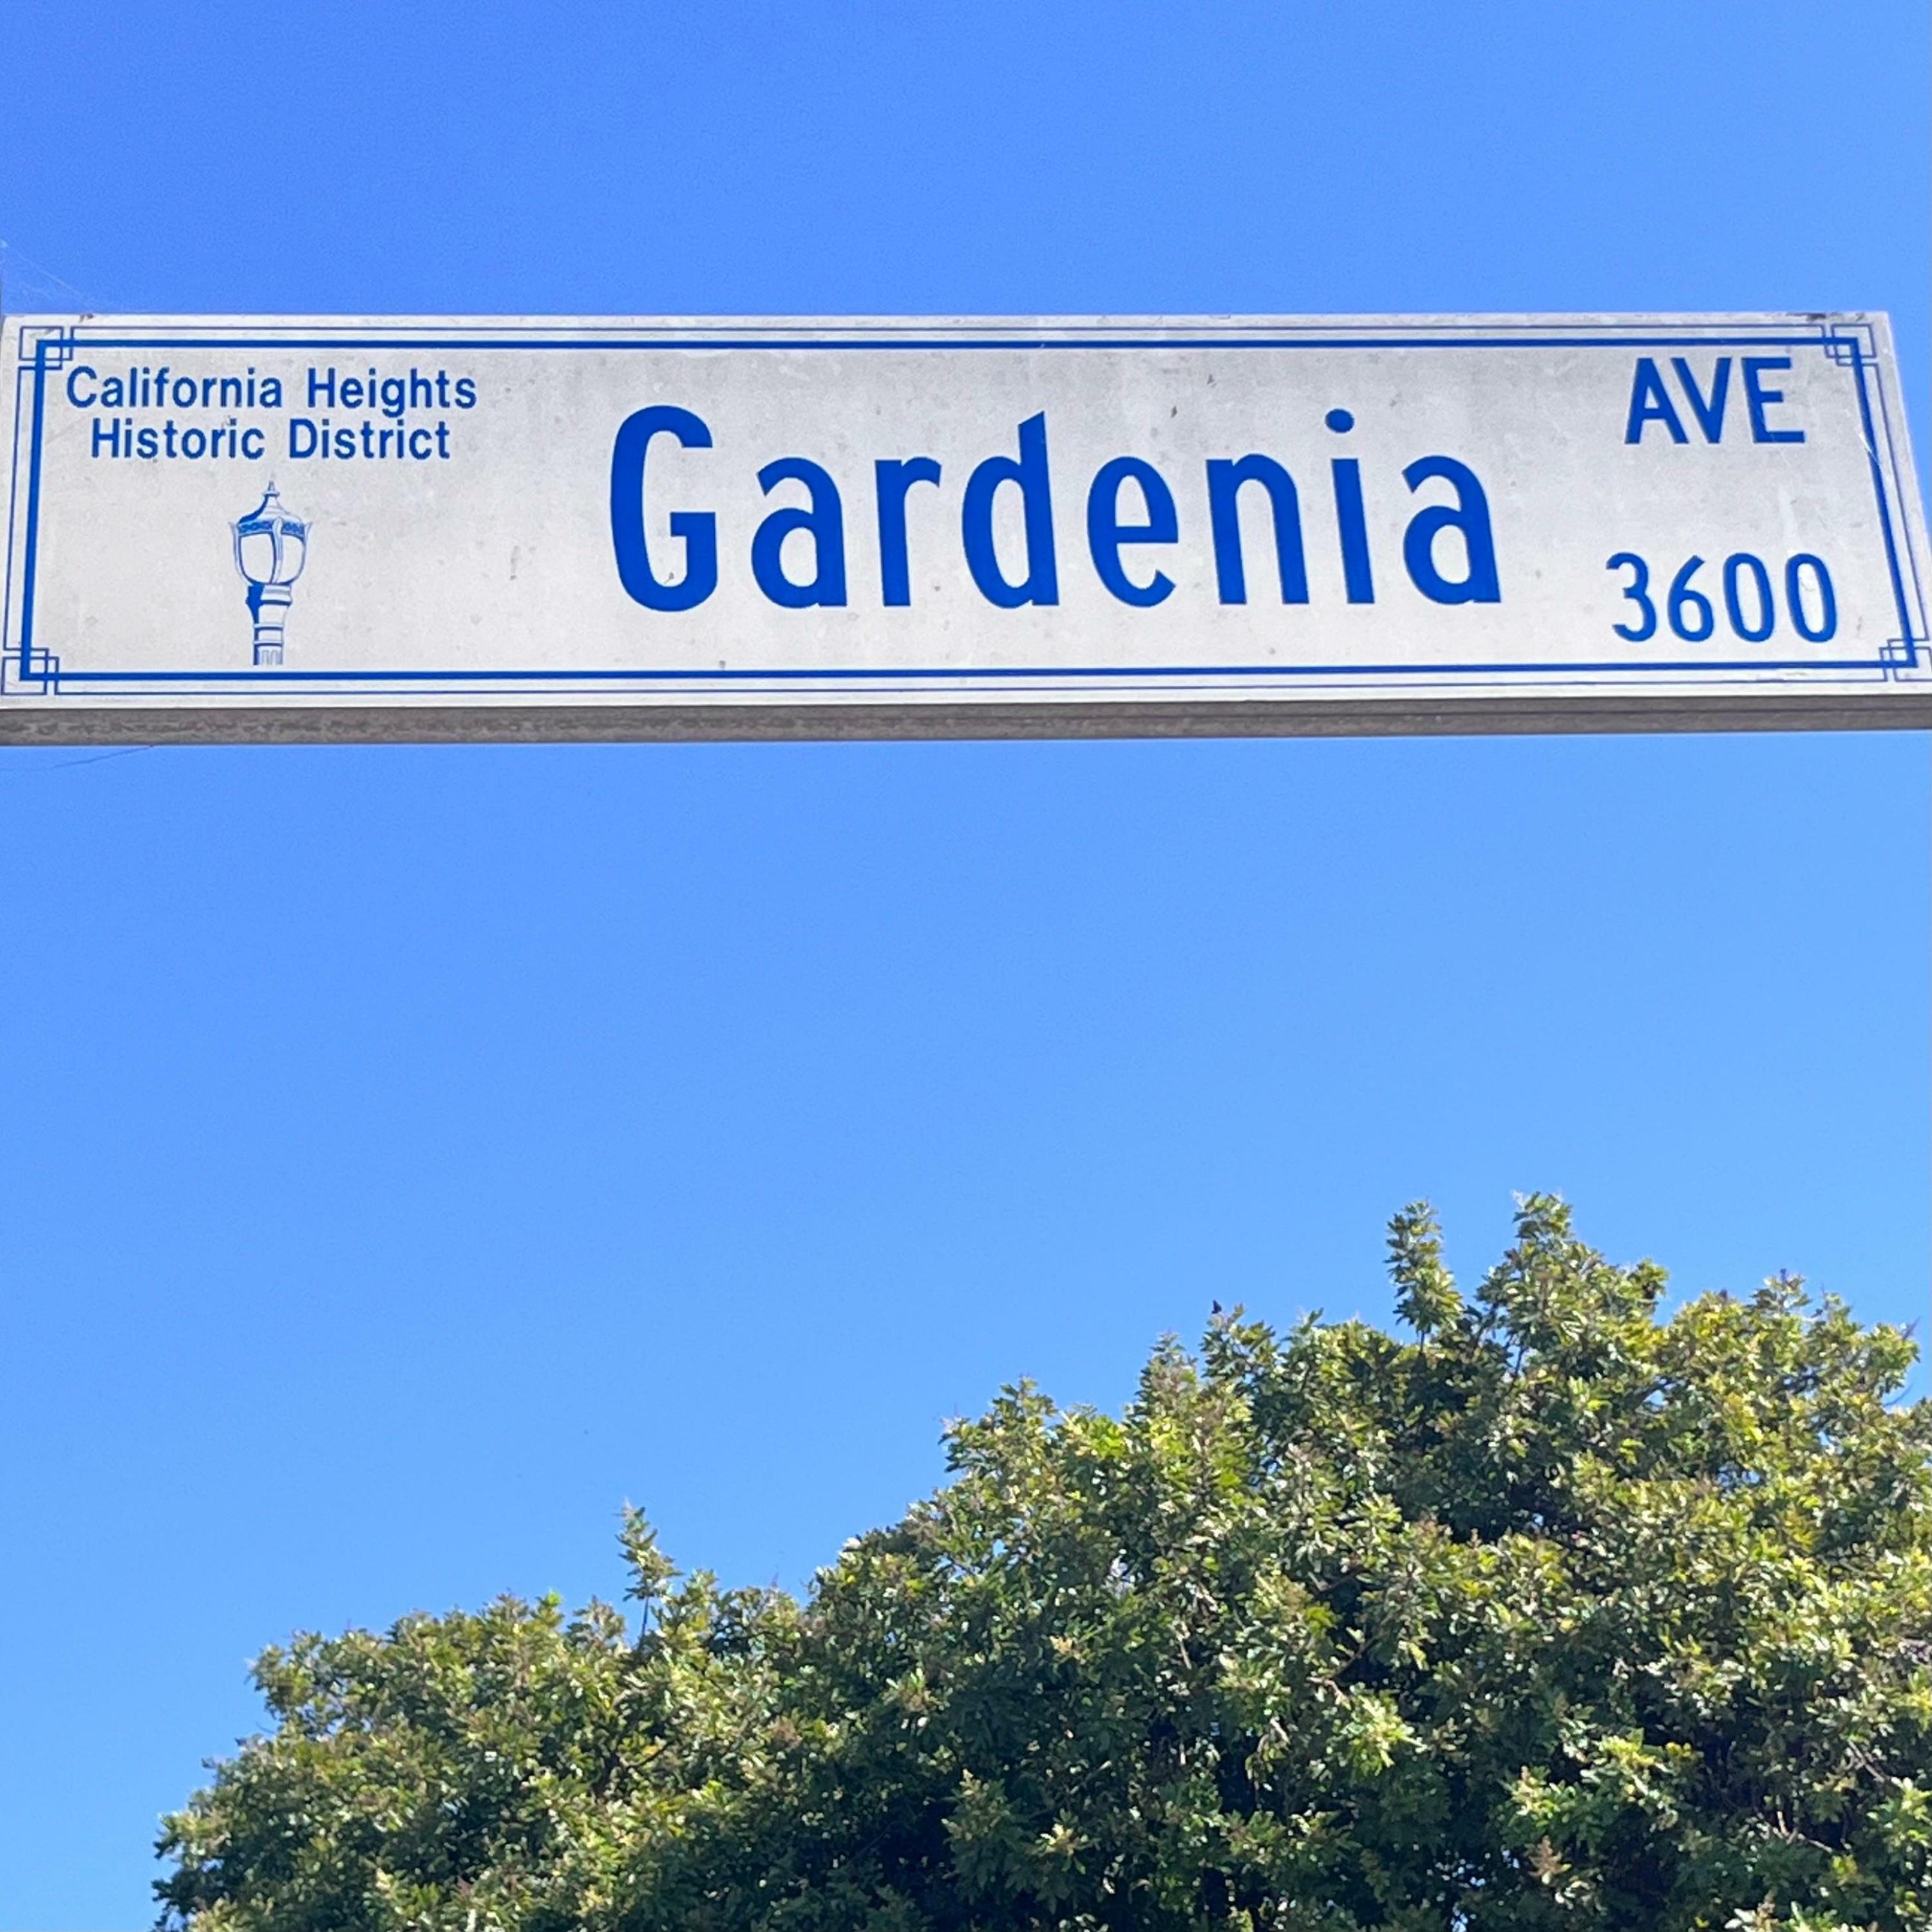 California Heights
Historic District
Gardenia
AVE
3600